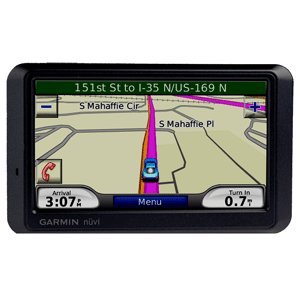 151st St to I-35 N/US-169 N
S Mahaffie Cir
S Mahaffie Pl
Arrival
3:07 P M
Menu
Turn In
0.7 m
GARMIN nüvi